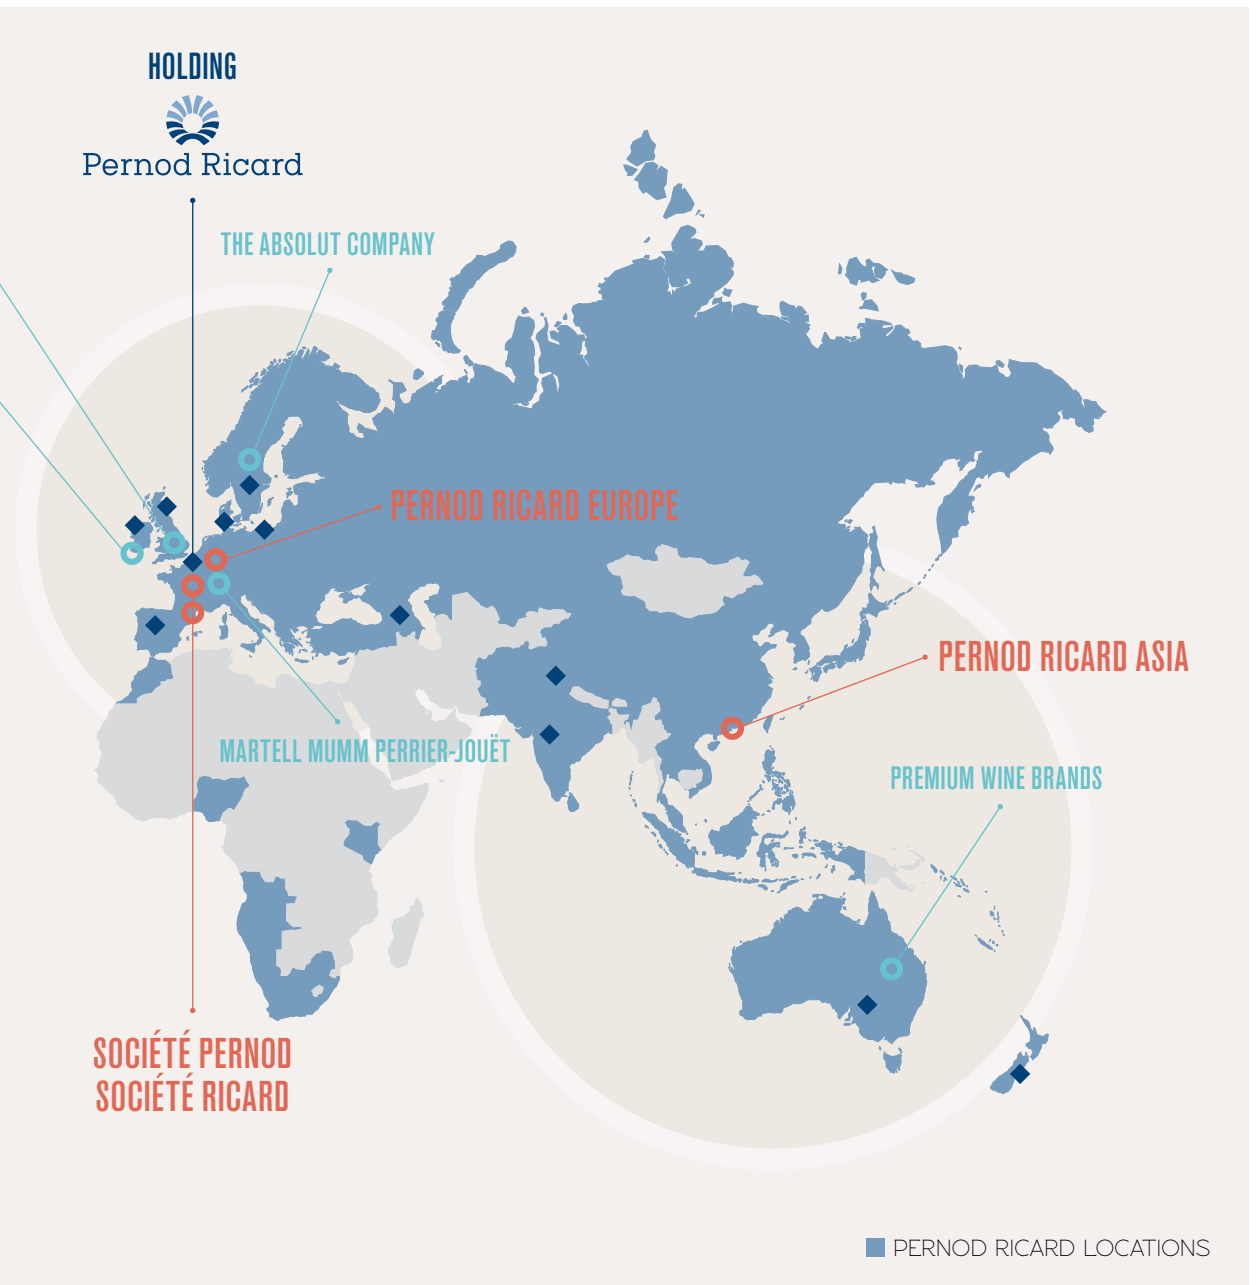 HOLDING
Pernod Ricard
THE ABSOLUT COMPANY
PERNOD RICARD EUROPE
PERNOD RICARD ASIA
MARTELL MUMM PERRIER-JOUËT
PREMIUM WINE BRANDS
SOCIÉTÉ PERNOD
SOCIÉTÉ RICARD
PERNOD RICARD LOCATIONS